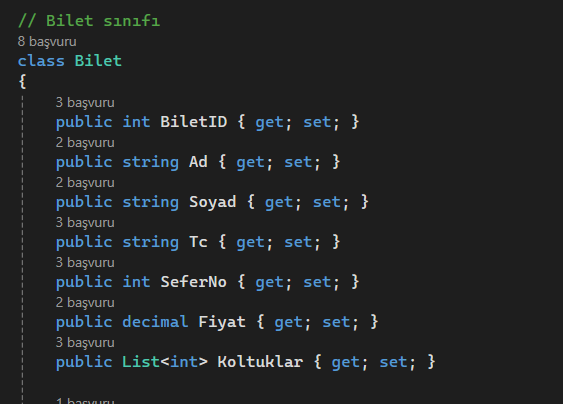 // Bilet sınıfı
8 başvuru
class Bilet
{
3 başvuru
public int BiletID { get; set; }
2 başvuru
public string Ad { get; set; }
2 başvuru
public string Soyad { get; set; }
3 başvuru
public string Tc { get; set; }
3 başvuru
public int SeferNo { get; set; }
2 başvuru
public decimal Fiyat { get; set; }
3 başvuru
public List<int> Koltuklar { get; set; }
1 başvuru